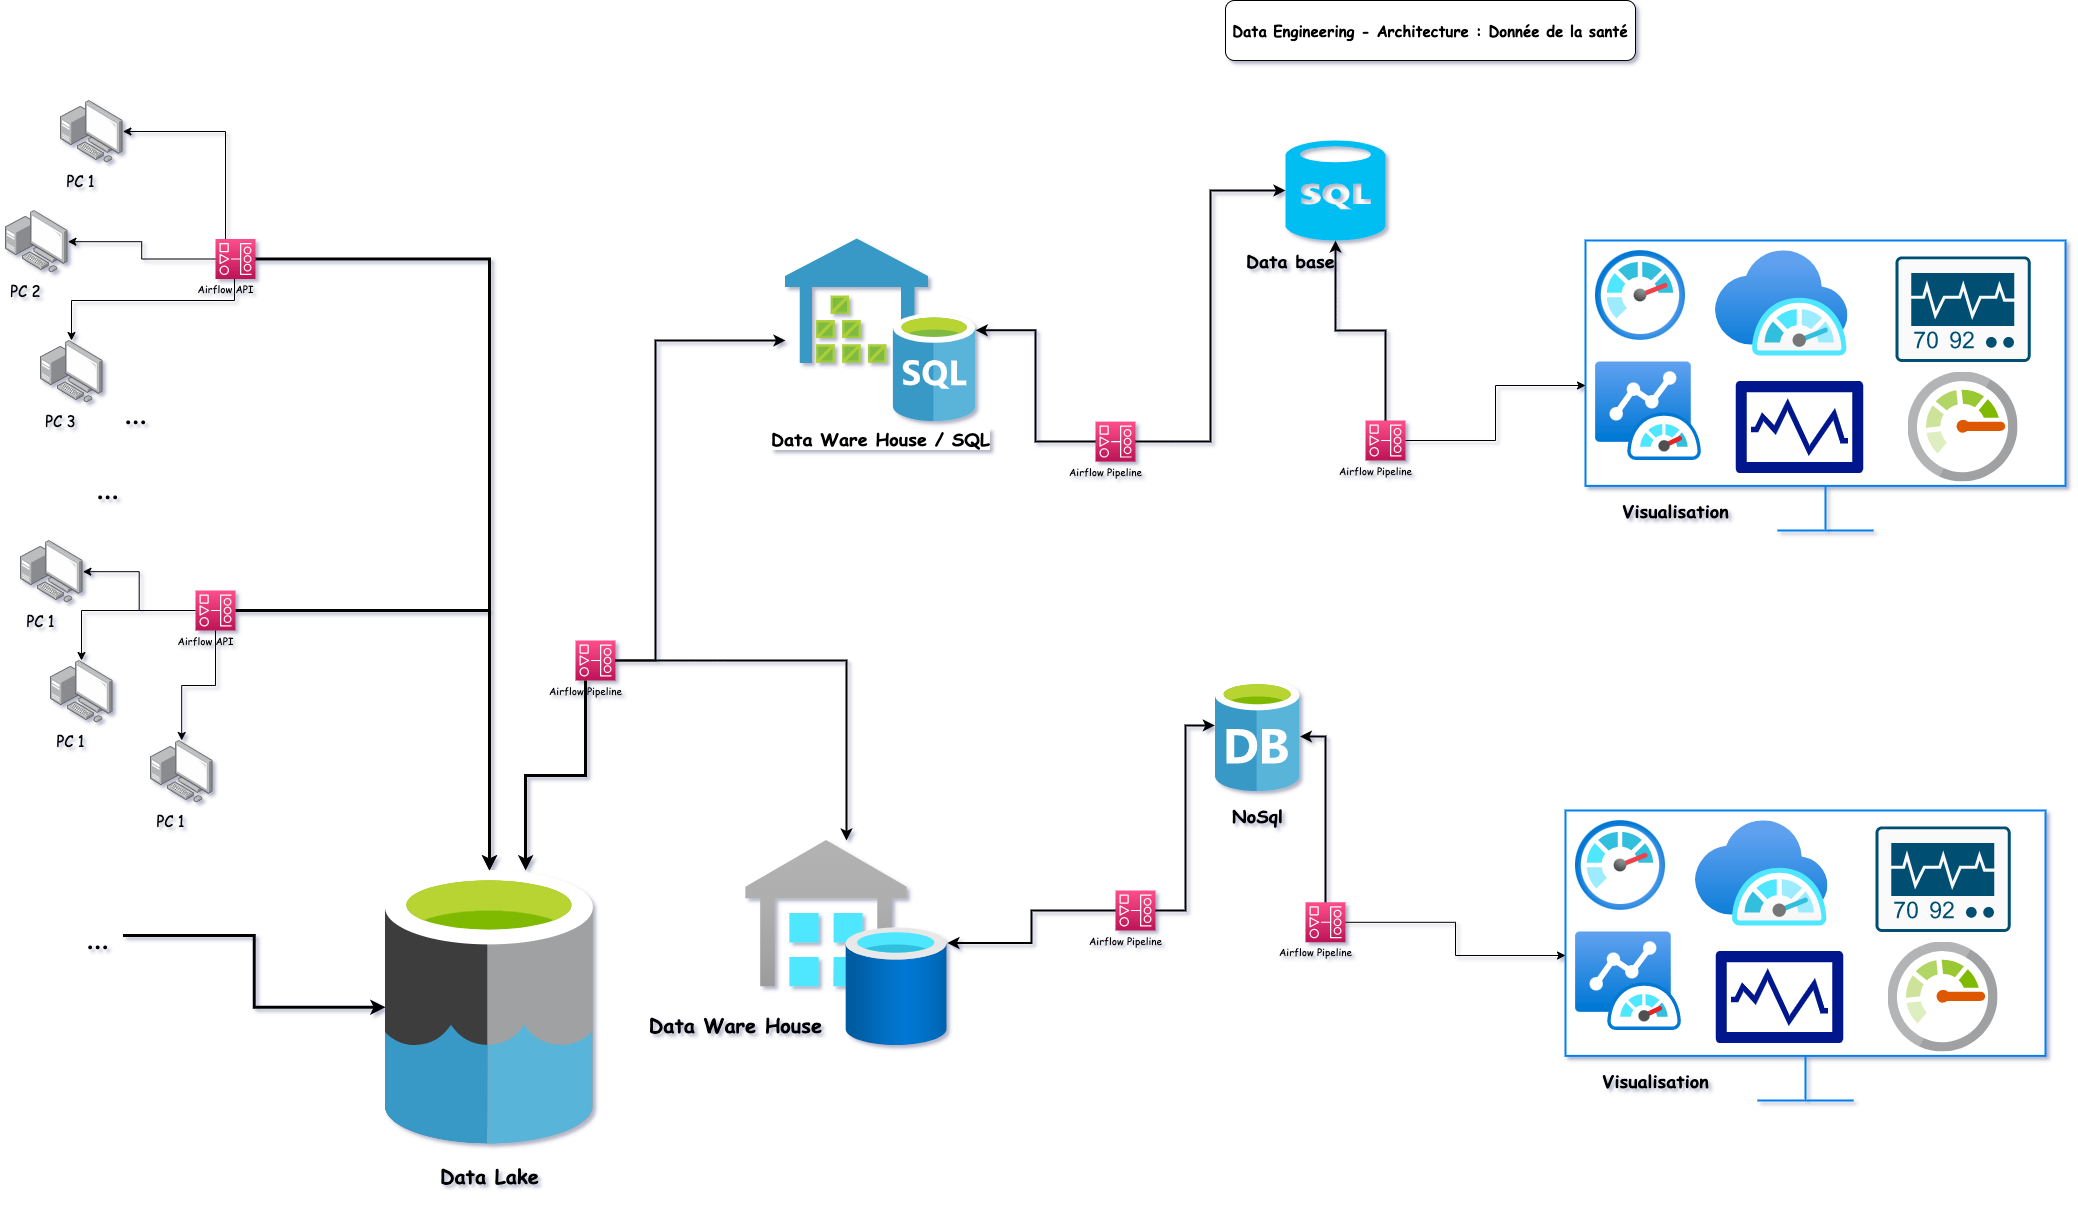 Data Engineering - Architecture : Donnée de la santé
PC 1
PC 2
Airflow API
PC 3
...
...
PC 1
Airflow API
PC 1
PC 1
...
Data Lake
Airflow Pipeline
SQL
Data Ware House / SQL
Data Ware House
Airflow Pipeline
SQL
Data base
Airflow Pipeline
70 92
Visualisation
Airflow Pipeline
DB
NoSql
Airflow Pipeline
70 92
Visualisation